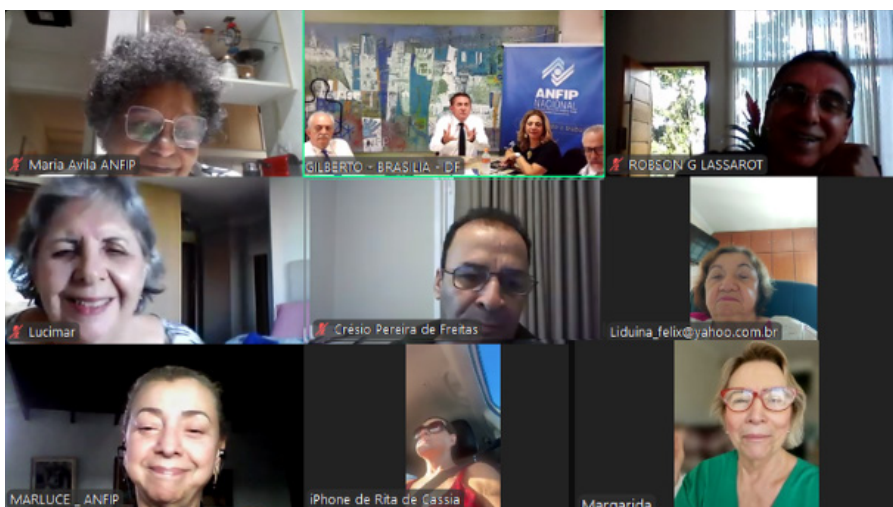 Maria Avila ANFIP
ANFIP
NACIONAL
GILBERTO - BRASILIA - DF
ROBSON G LASSAROT
Lucimar
Crésio Pereira de Freitas
Liduina_felix@yahoo.com.br
MARLUCE _ ANFIP
iPhone de Rita de Cassia
Margarida